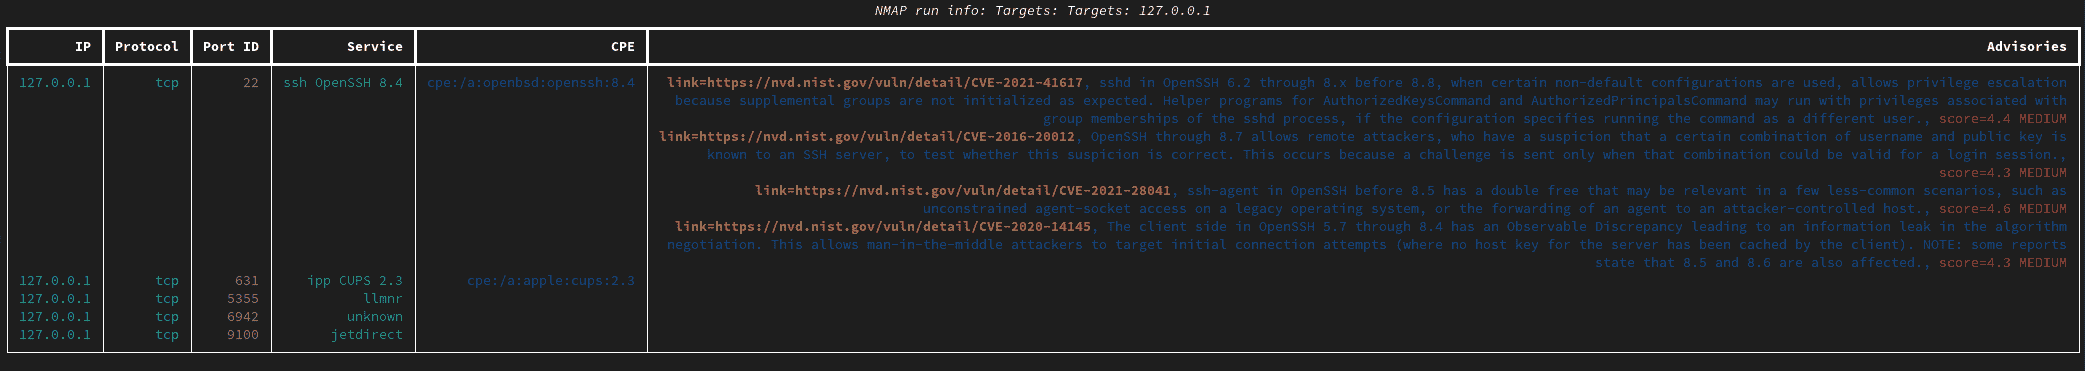 NMAP run info: Targets: Targets: 127.0.0.1
IP Protocol Port ID Service CPE Advisories
127.0.0.1 tcp 22 ssh OpenSSH 8.4 cpe:/a:openbsd:openssh:8.4 link=https://nvd.nist.gov/vuln/detail/CVE-2021-41617, sshd in OpenSSH 6.2 through 8.x before 8.8, when certain non-default configurations are used, allows privilege escalation
because supplemental groups are not initialized as expected. Helper programs for AuthorizedKeysCommand and AuthorizedPrincipalsCommand may run with privileges associated with
group memberships of the sshd process, if the configuration specifies running the command as a different user., score=4.4 MEDIUM
link=https://nvd.nist.gov/vuln/detail/CVE-2016-20012, OpenSSH through 8.7 allows remote attackers, who have a suspicion that a certain combination of username and public key is
known to an SSH server, to test whether this suspicion is correct. This occurs because a challenge is sent only when that combination could be valid for a login session.,
score=4.3 MEDIUM
link=https://nvd.nist.gov/vuln/detail/CVE-2021-28041, ssh-agent in OpenSSH before 8.5 has a double free that may be relevant in a few less-common scenarios, such as
unconstrained agent-socket access on a legacy operating system, or the forwarding of an agent to an attacker-controlled host., score=4.6 MEDIUM
link=https://nvd.nist.gov/vuln/detail/CVE-2020-14145, The client side in OpenSSH 5.7 through 8.4 has an Observable Discrepancy leading to an information leak in the algorithm
negotiation. This allows man-in-the-middle attackers to target initial connection attempts (where no host key for the server has been cached by the client). NOTE: some reports
state that 8.5 and 8.6 are also affected., score=4.3 MEDIUM
127.0.0.1 tcp 631 ipp CUPS 2.3 cpe:/a:apple:cups:2.3
127.0.0.1 tcp 5355 llmnr
127.0.0.1 tcp 6942 unknown
127.0.0.1 tcp 9100 jetdirect